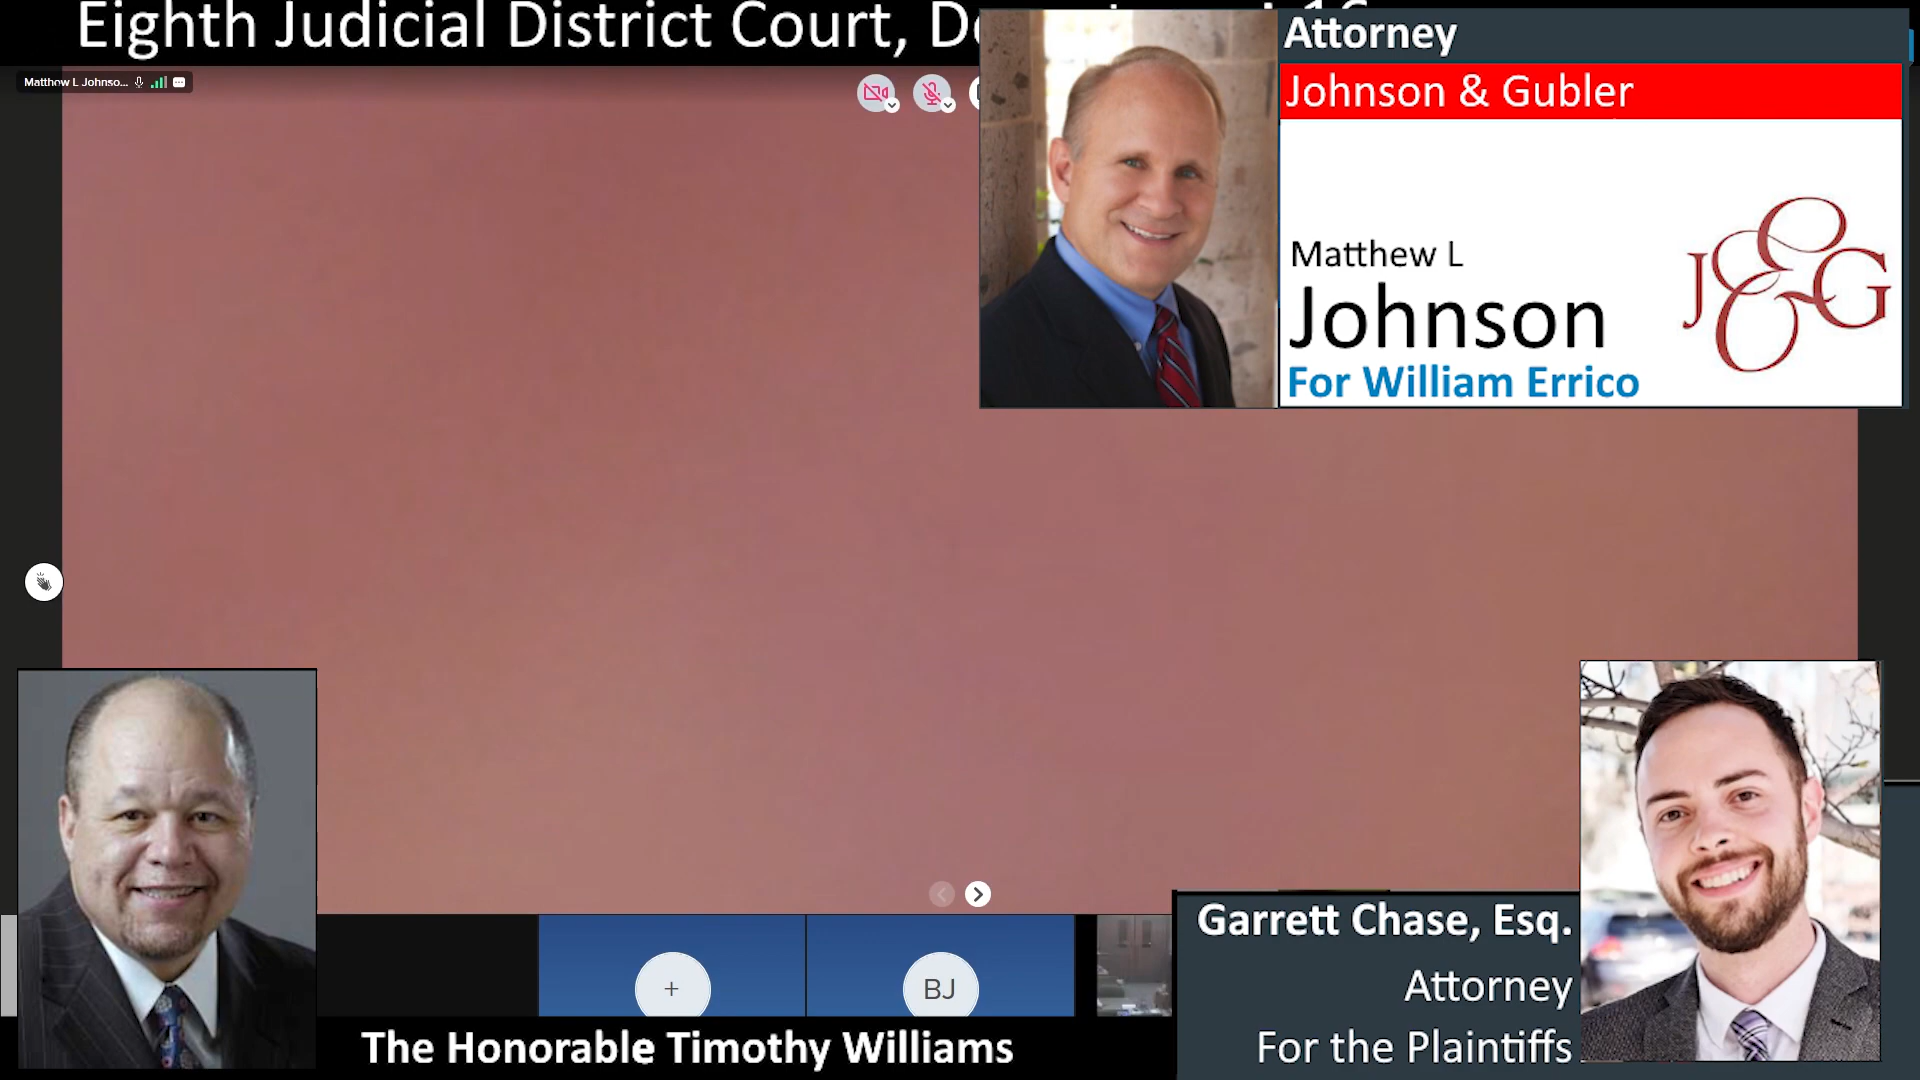 Eighth Judicial District Court,
Attorney
Johnson & Gubler
Matthew L Johnso...
Matthew L
Johnson
For William Errico
J&G
+
BJ
Garrett Chase, Esq.
Attorney
For the Plaintiffs
The Honorable Timothy Williams